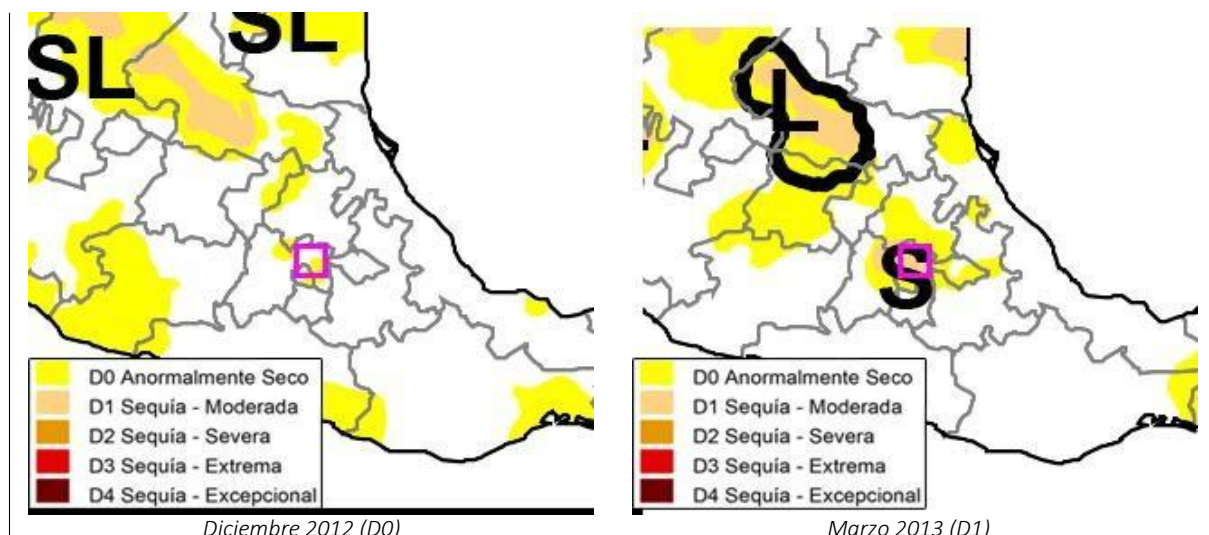 SL
SL
D0 Anormalmente Seco
D1 Sequía - Moderada
D2 Sequía - Severa
D3 Sequía - Extrema
D4 Sequía - Excepcional
Diciembre 2012 (D0)
L
S
D0 Anormalmente Seco
D1 Sequía - Moderada
D2 Sequía - Severa
D3 Sequía - Extrema
D4 Sequía - Excepcional
Marzo 2013 (D1)